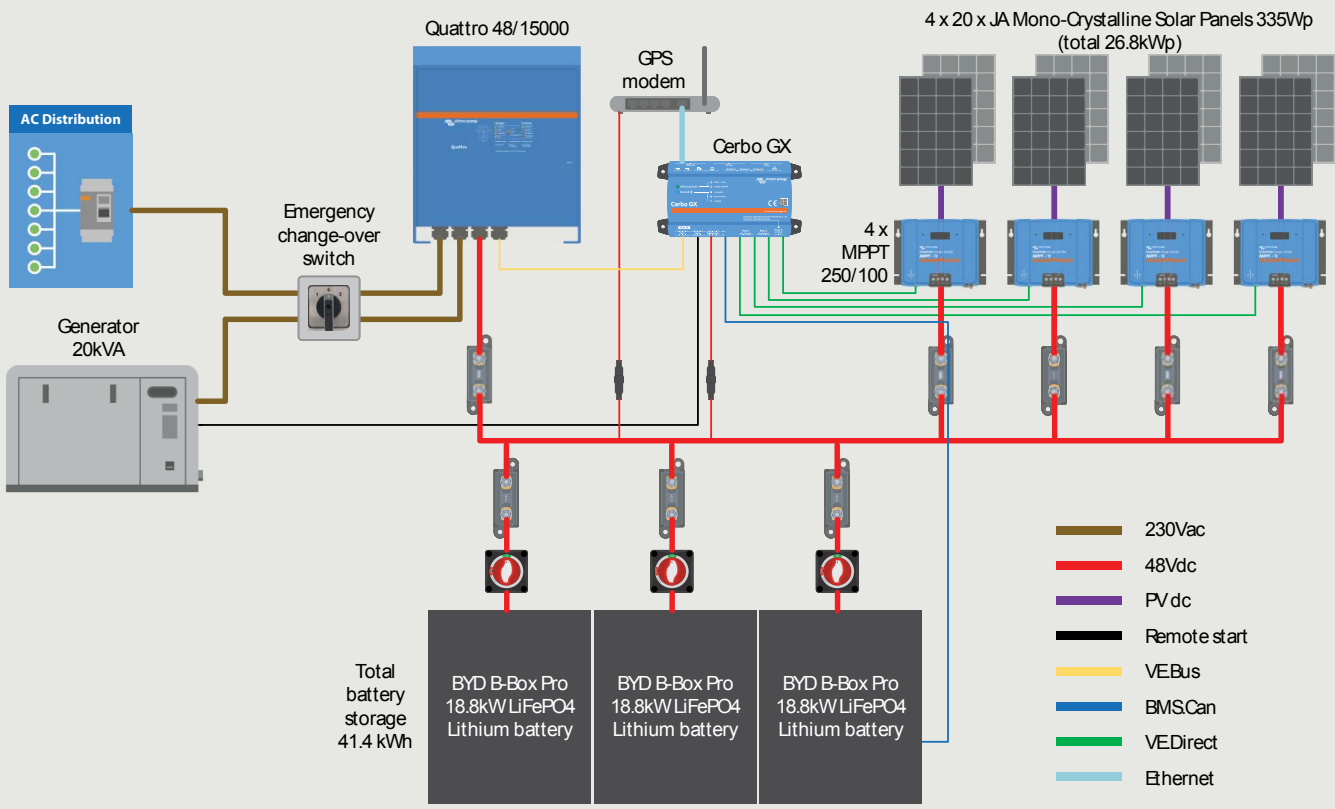 Quattro 48/15000
4 x 20 x JA Mono-Crystalline Solar Panels 335Wp
(total 26.8kWp)
GPS
modem
AC Distribution
Cerbo GX
Quattro
Cerbo GX
Emergency
change-over
switch
4 x
MPPT
250/100
Generator
20kVA
230Vac
48Vdc
PV dc
Remote start
VE.Bus
BMS.Can
VE.Direct
Ethernet
Total
battery
storage
41.4 kWh
BYD B-Box Pro
18.8kW LiFePO4
Lithium battery
BYD B-Box Pro
18.8kW LiFePO4
Lithium battery
BYD B-Box Pro
18.8kW LiFePO4
Lithium battery